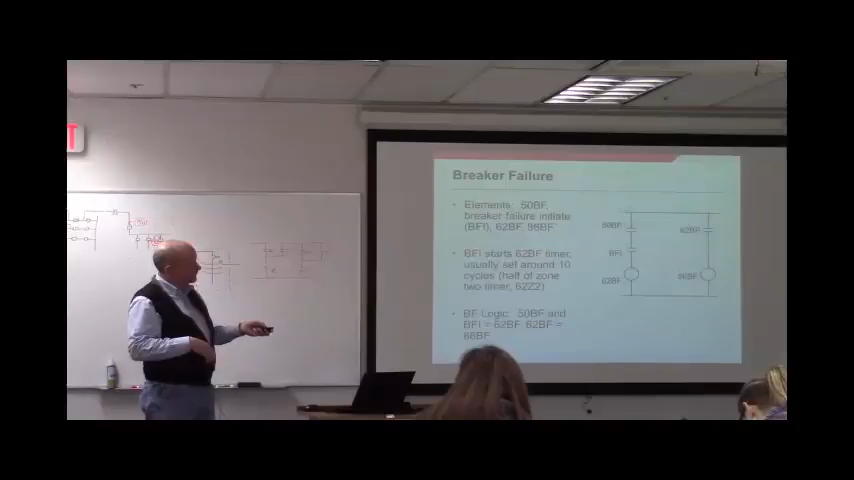 Breaker Failure
• Elements: 50BF,
breaker failure initiate
(BFI), 62BF, 86BF
• BFI starts 62BF timer,
usually set around 10
cycles (half of zone
two timer, 62Z2)
• BF Logic: 50BF and
BFI = 62BF. 62BF =
86BF
50BF
BFI
62BF
62BF
86BF